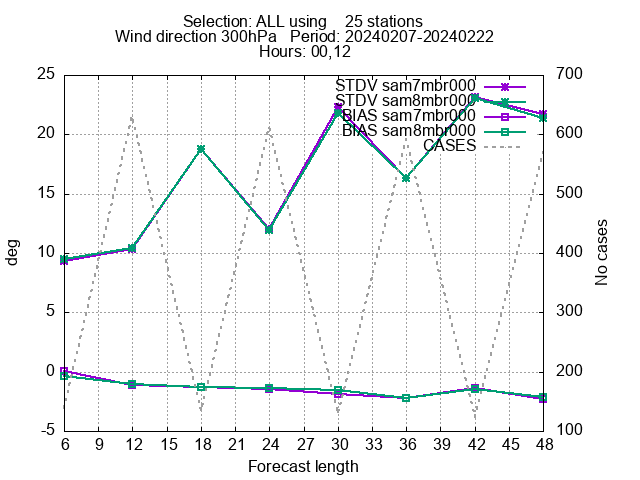 Selection: ALL using    25 stations
Wind direction 300hPa   Period: 20240207-20240222
Hours: 00,12
25
20
15
10
5
0
-5
deg
700
600
500
400
300
200
100
No cases
STDV sam7mbr000
STDV sam8mbr000
BIAS sam7mbr000
BIAS sam8mbr000
CASES
6 9 12 15 18 21 24 27 30 33 36 39 42 45 48
Forecast length